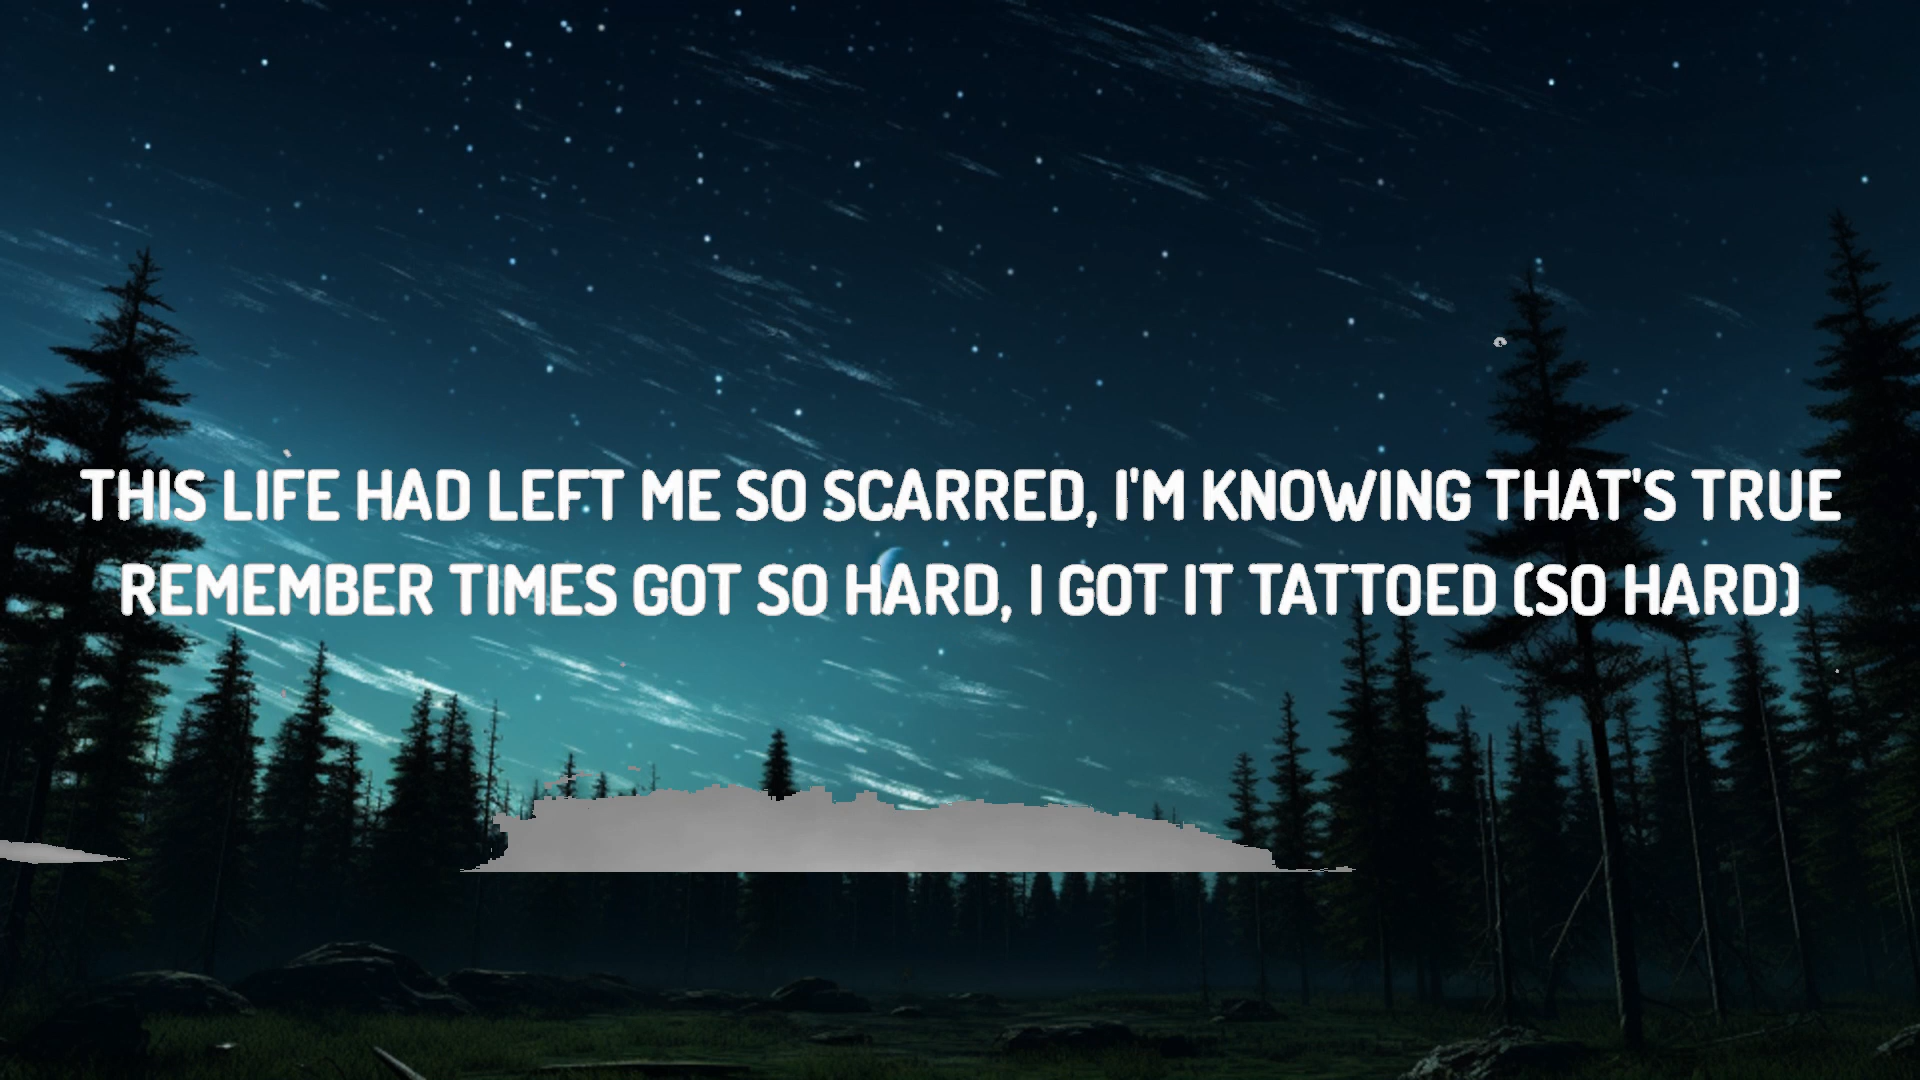 THIS LIFE HAD LEFT ME SO SCARRED, I'M KNOWING THAT'S TRUE
REMEMBER TIMES GOT SO HARD, I GOT IT TATTOED (SO HARD)